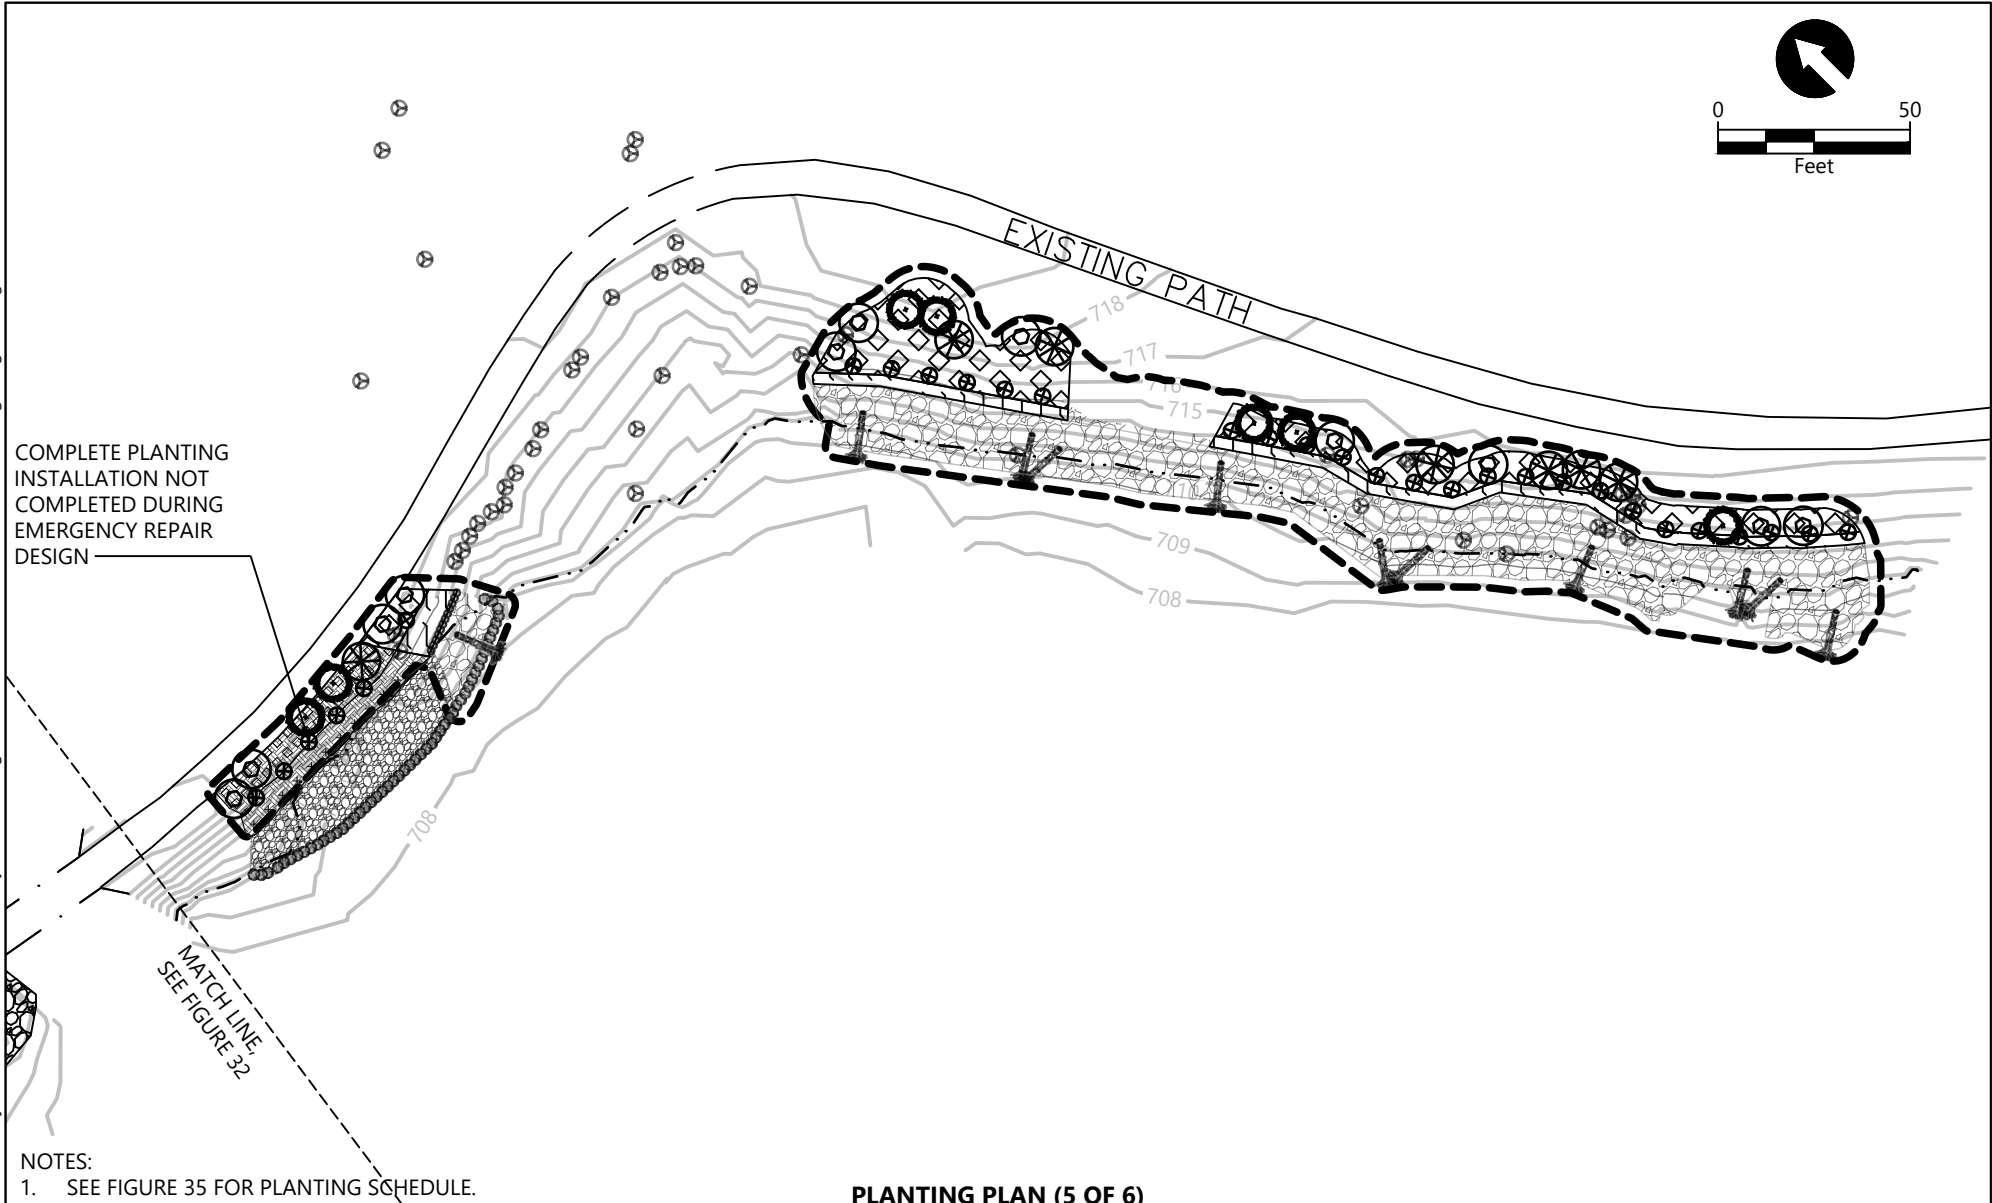 0 50
Feet
EXISTING PATH
718
717
716
715
709
708
COMPLETE PLANTING
INSTALLATION NOT
COMPLETED DURING
EMERGENCY REPAIR
DESIGN
708
MATCH LINE,
SEE FIGURE 32
NOTES:
1. SEE FIGURE 35 FOR PLANTING SCHEDULE.
PLANTING PLAN (5 OF 6)